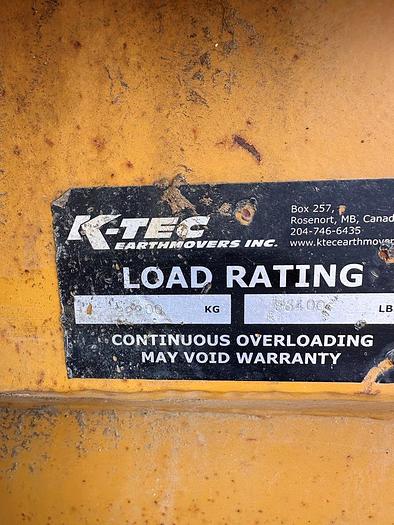 K-TEC
EARTHMOVERS INC.
Box 257,
Rosenort, MB, Canad
204-746-6435
www.ktecearthmover
LOAD RATING
KG
LB
CONTINUOUS OVERLOADING
MAY VOID WARRANTY